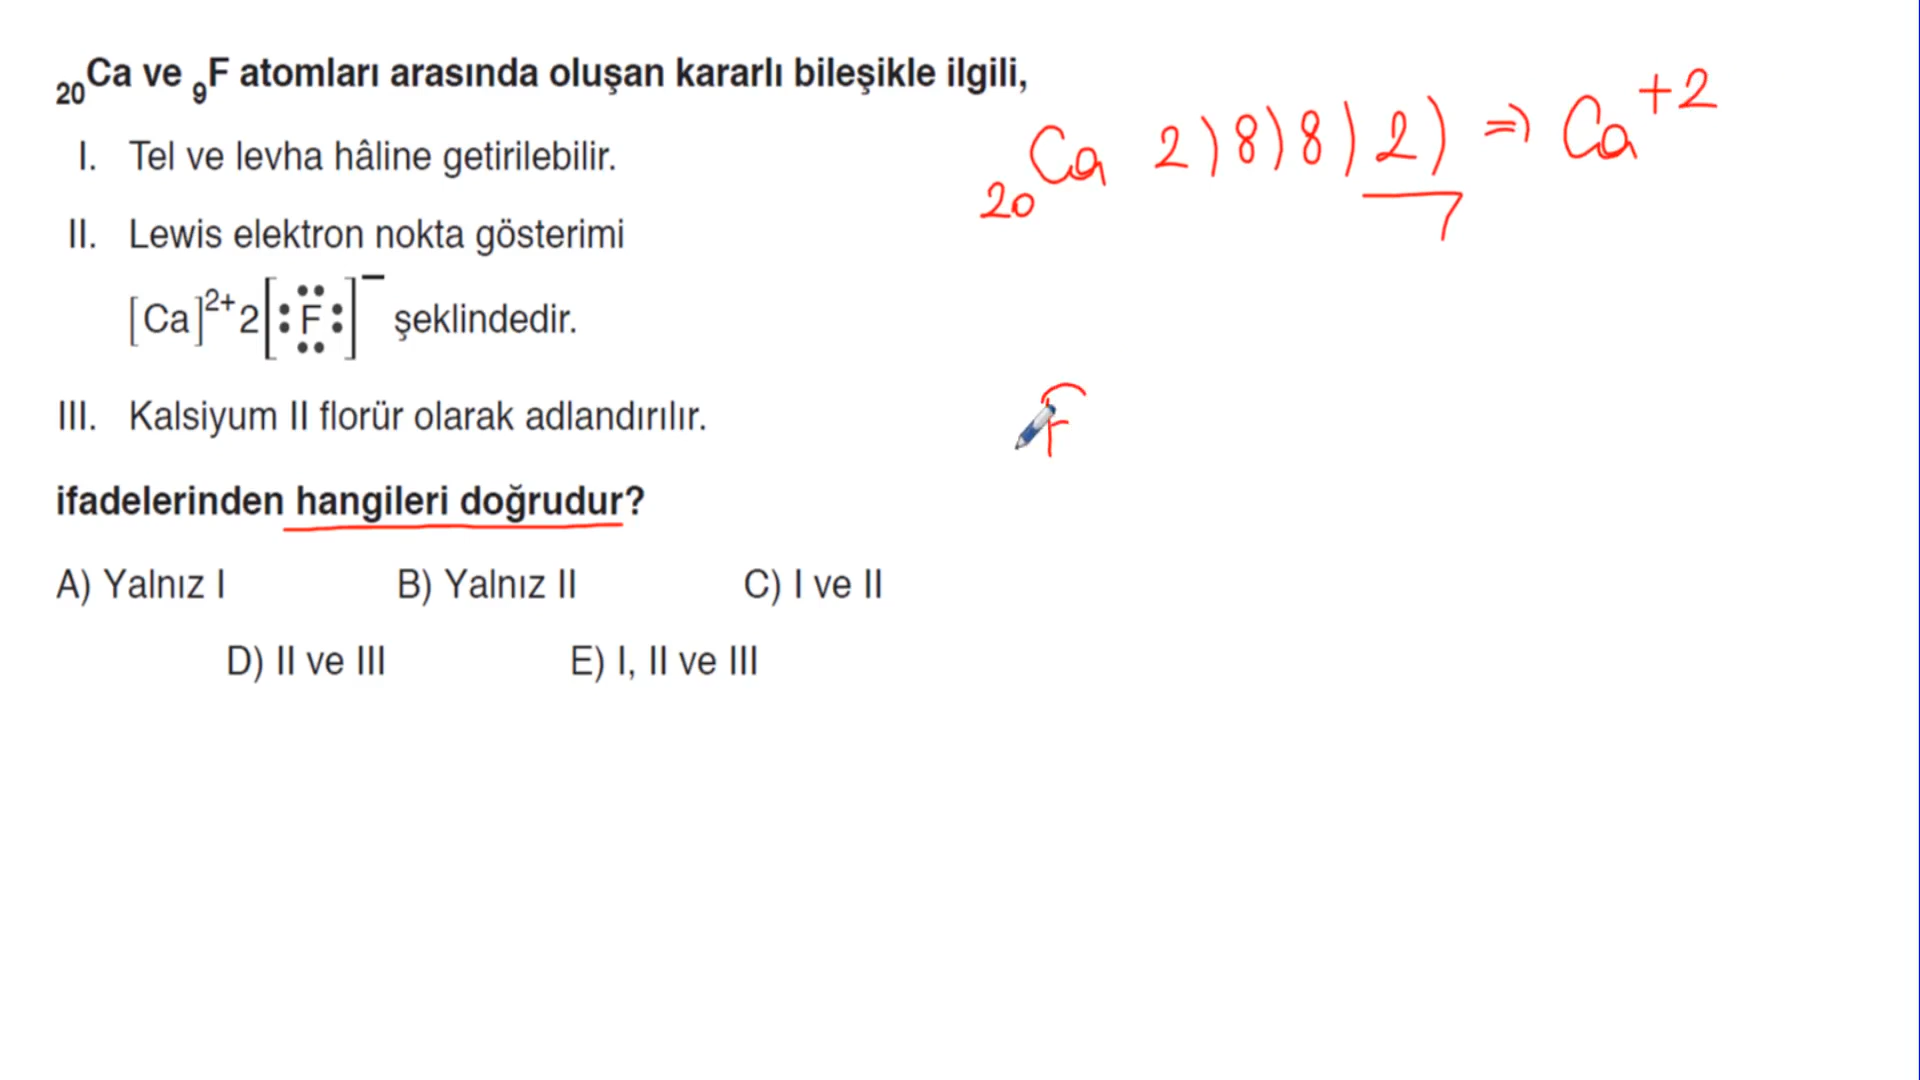 ₂₀Ca ve ₉F atomları arasında oluşan kararlı bileşikle ilgili,
₂₀Ca 2)8)8)2) ⇒ Ca⁺²
I. Tel ve levha hâline getirilebilir.
II. Lewis elektron nokta gösterimi
[Ca]²⁺2[:F:]⁻ şeklindedir.
F
III. Kalsiyum II florür olarak adlandırılır.
ifadelerinden hangileri doğrudur?
A) Yalnız I B) Yalnız II C) I ve II
D) II ve III E) I, II ve III